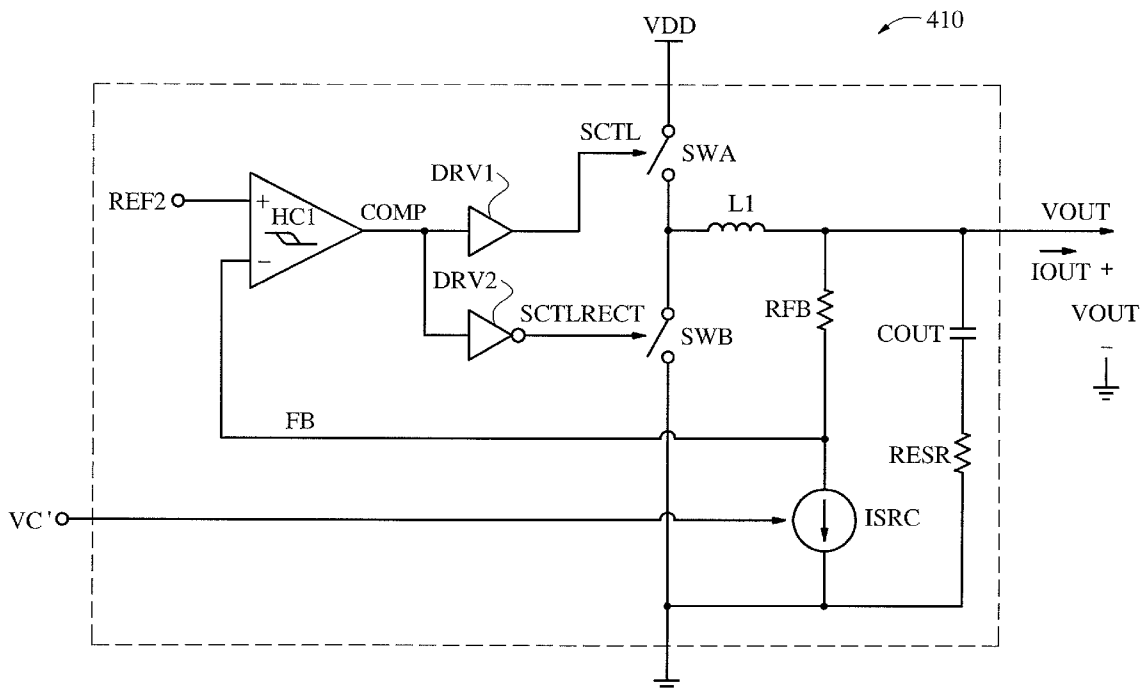 410
VDD
SCTL
SWA
DRV1
REF2
+
HC1
COMP
L1
VOUT
−
DRV2
IOUT +
SCTLRECT
RFB
SWB
COUT
VOUT
−
FB
RESR
VC'
ISRC